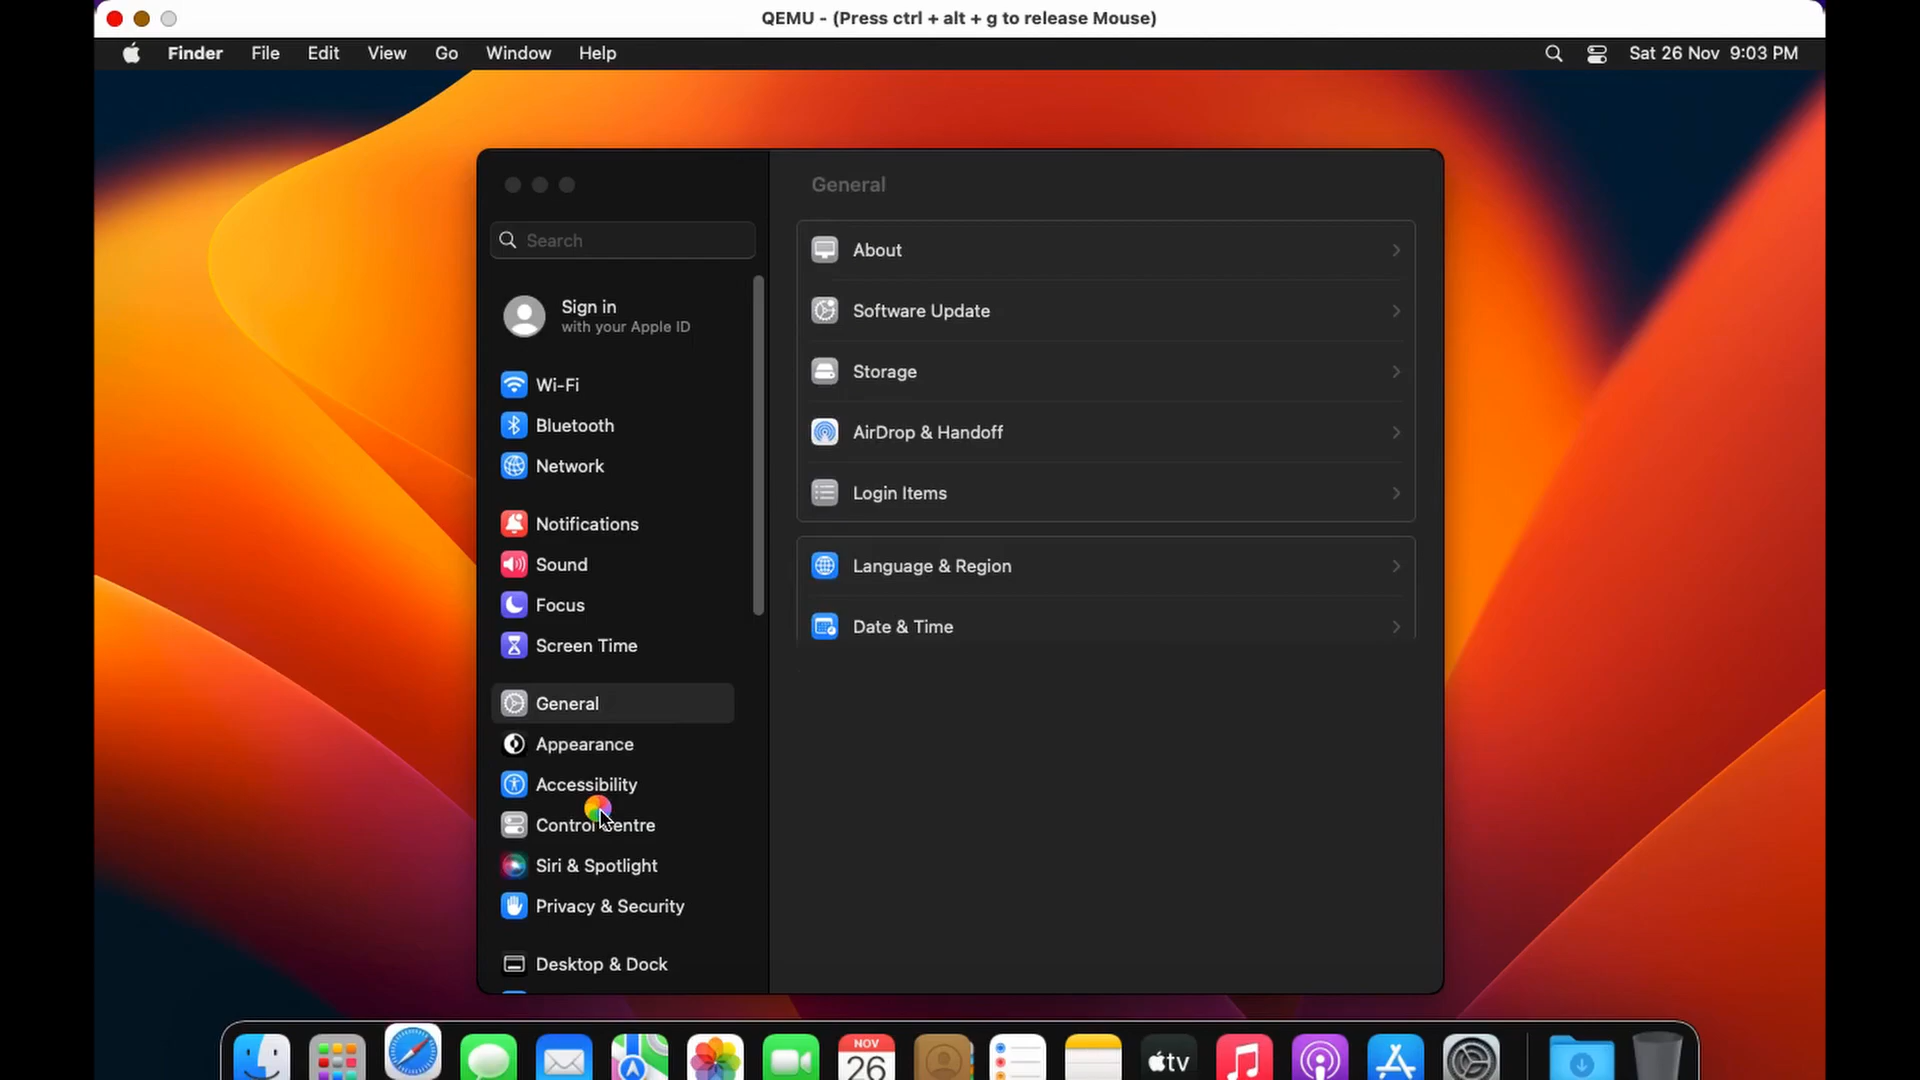 QEMU - (Press ctrl + alt + g to release Mouse)
Finder File Edit View Go Window Help Sat 26 Nov 9:03 PM
General
Search
Sign in
with your Apple ID
Wi-Fi
Bluetooth
Network
Notifications
Sound
Focus
Screen Time
General
Appearance
Accessibility
Control Centre
Siri & Spotlight
Privacy & Security
Desktop & Dock
About
Software Update
Storage
AirDrop & Handoff
Login Items
Language & Region
Date & Time
NOV
26
tv